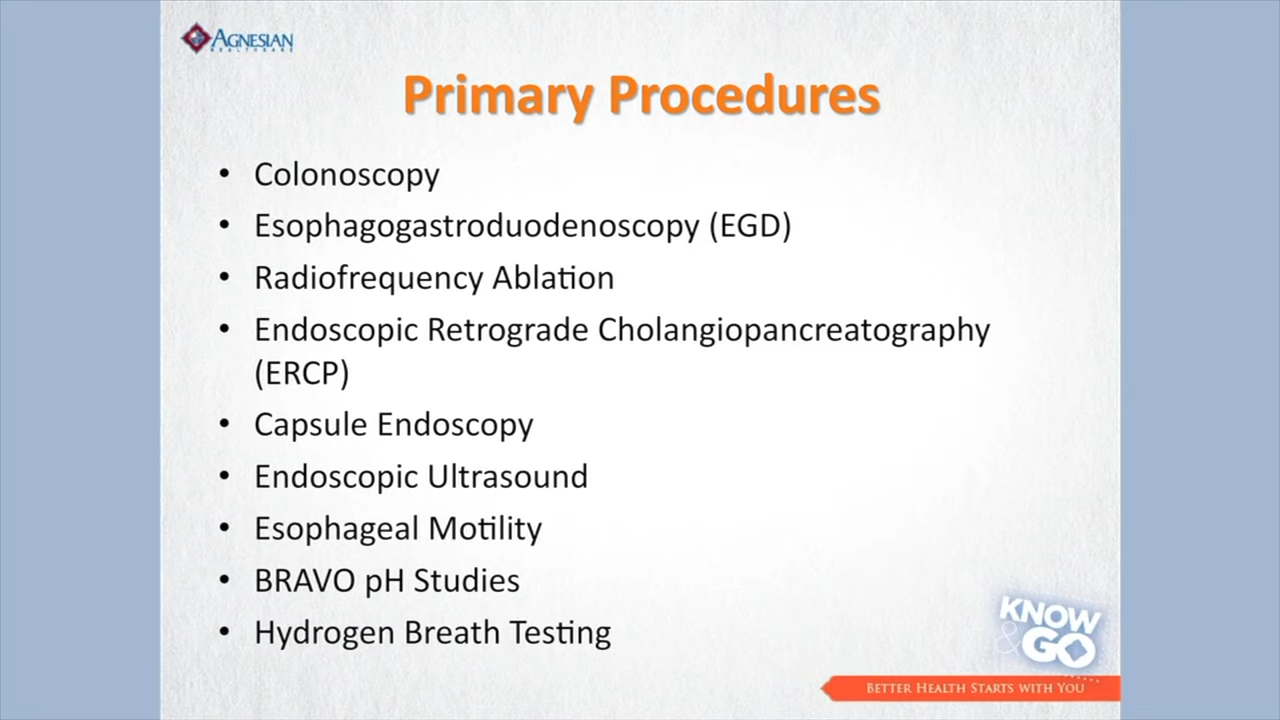 AGNESIAN
HEALTHCARE
Primary Procedures
• Colonoscopy
• Esophagogastroduodenoscopy (EGD)
• Radiofrequency Ablation
• Endoscopic Retrograde Cholangiopancreatography
(ERCP)
• Capsule Endoscopy
• Endoscopic Ultrasound
• Esophageal Motility
• BRAVO pH Studies
• Hydrogen Breath Testing
KNOW
& GO
BETTER HEALTH STARTS WITH YOU